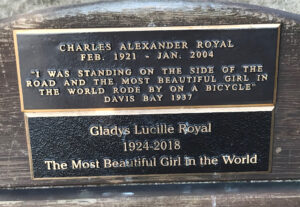 CHARLES ALEXANDER ROYAL
FEB. 1921 - JAN. 2004
"I WAS STANDING ON THE SIDE OF THE
ROAD AND THE MOST BEAUTIFUL GIRL IN
THE WORLD RODE BY ON A BICYCLE"
DAVIS BAY 1937
Gladys Lucille Royal
1924-2018
The Most Beautiful Girl in the World